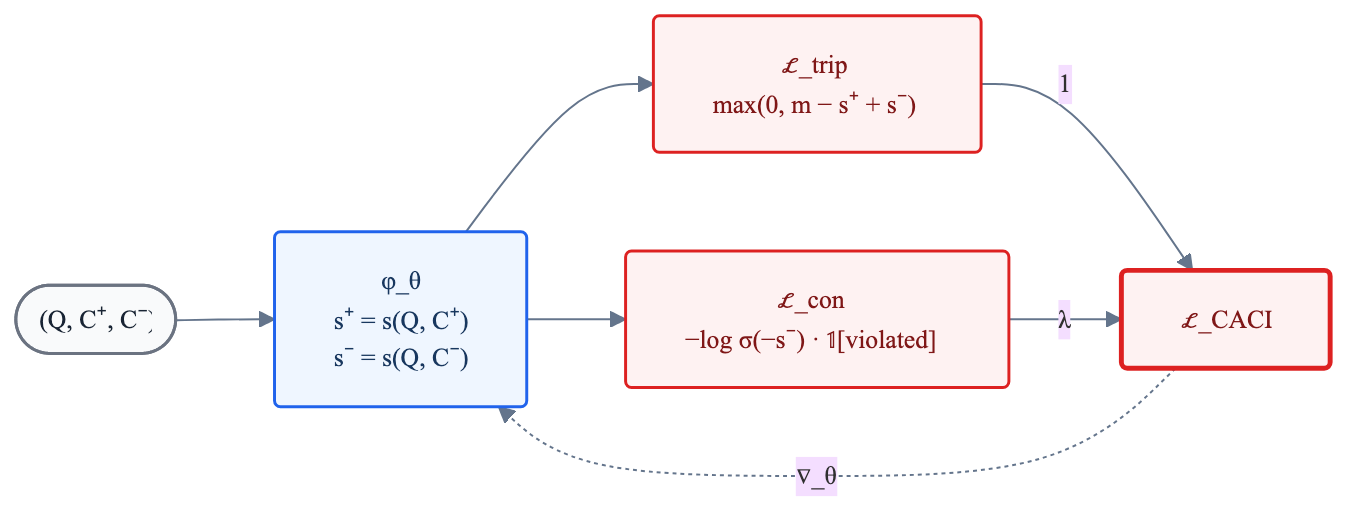 (Q, C⁺, C⁻)
φ_θ
s⁺ = s(Q, C⁺)
s⁻ = s(Q, C⁻)
ℒ_trip
max(0, m − s⁺ + s⁻)
1
ℒ_con
−log σ(−s⁻) · 𝟙[violated]
λ
ℒ_CACI
∇_θ